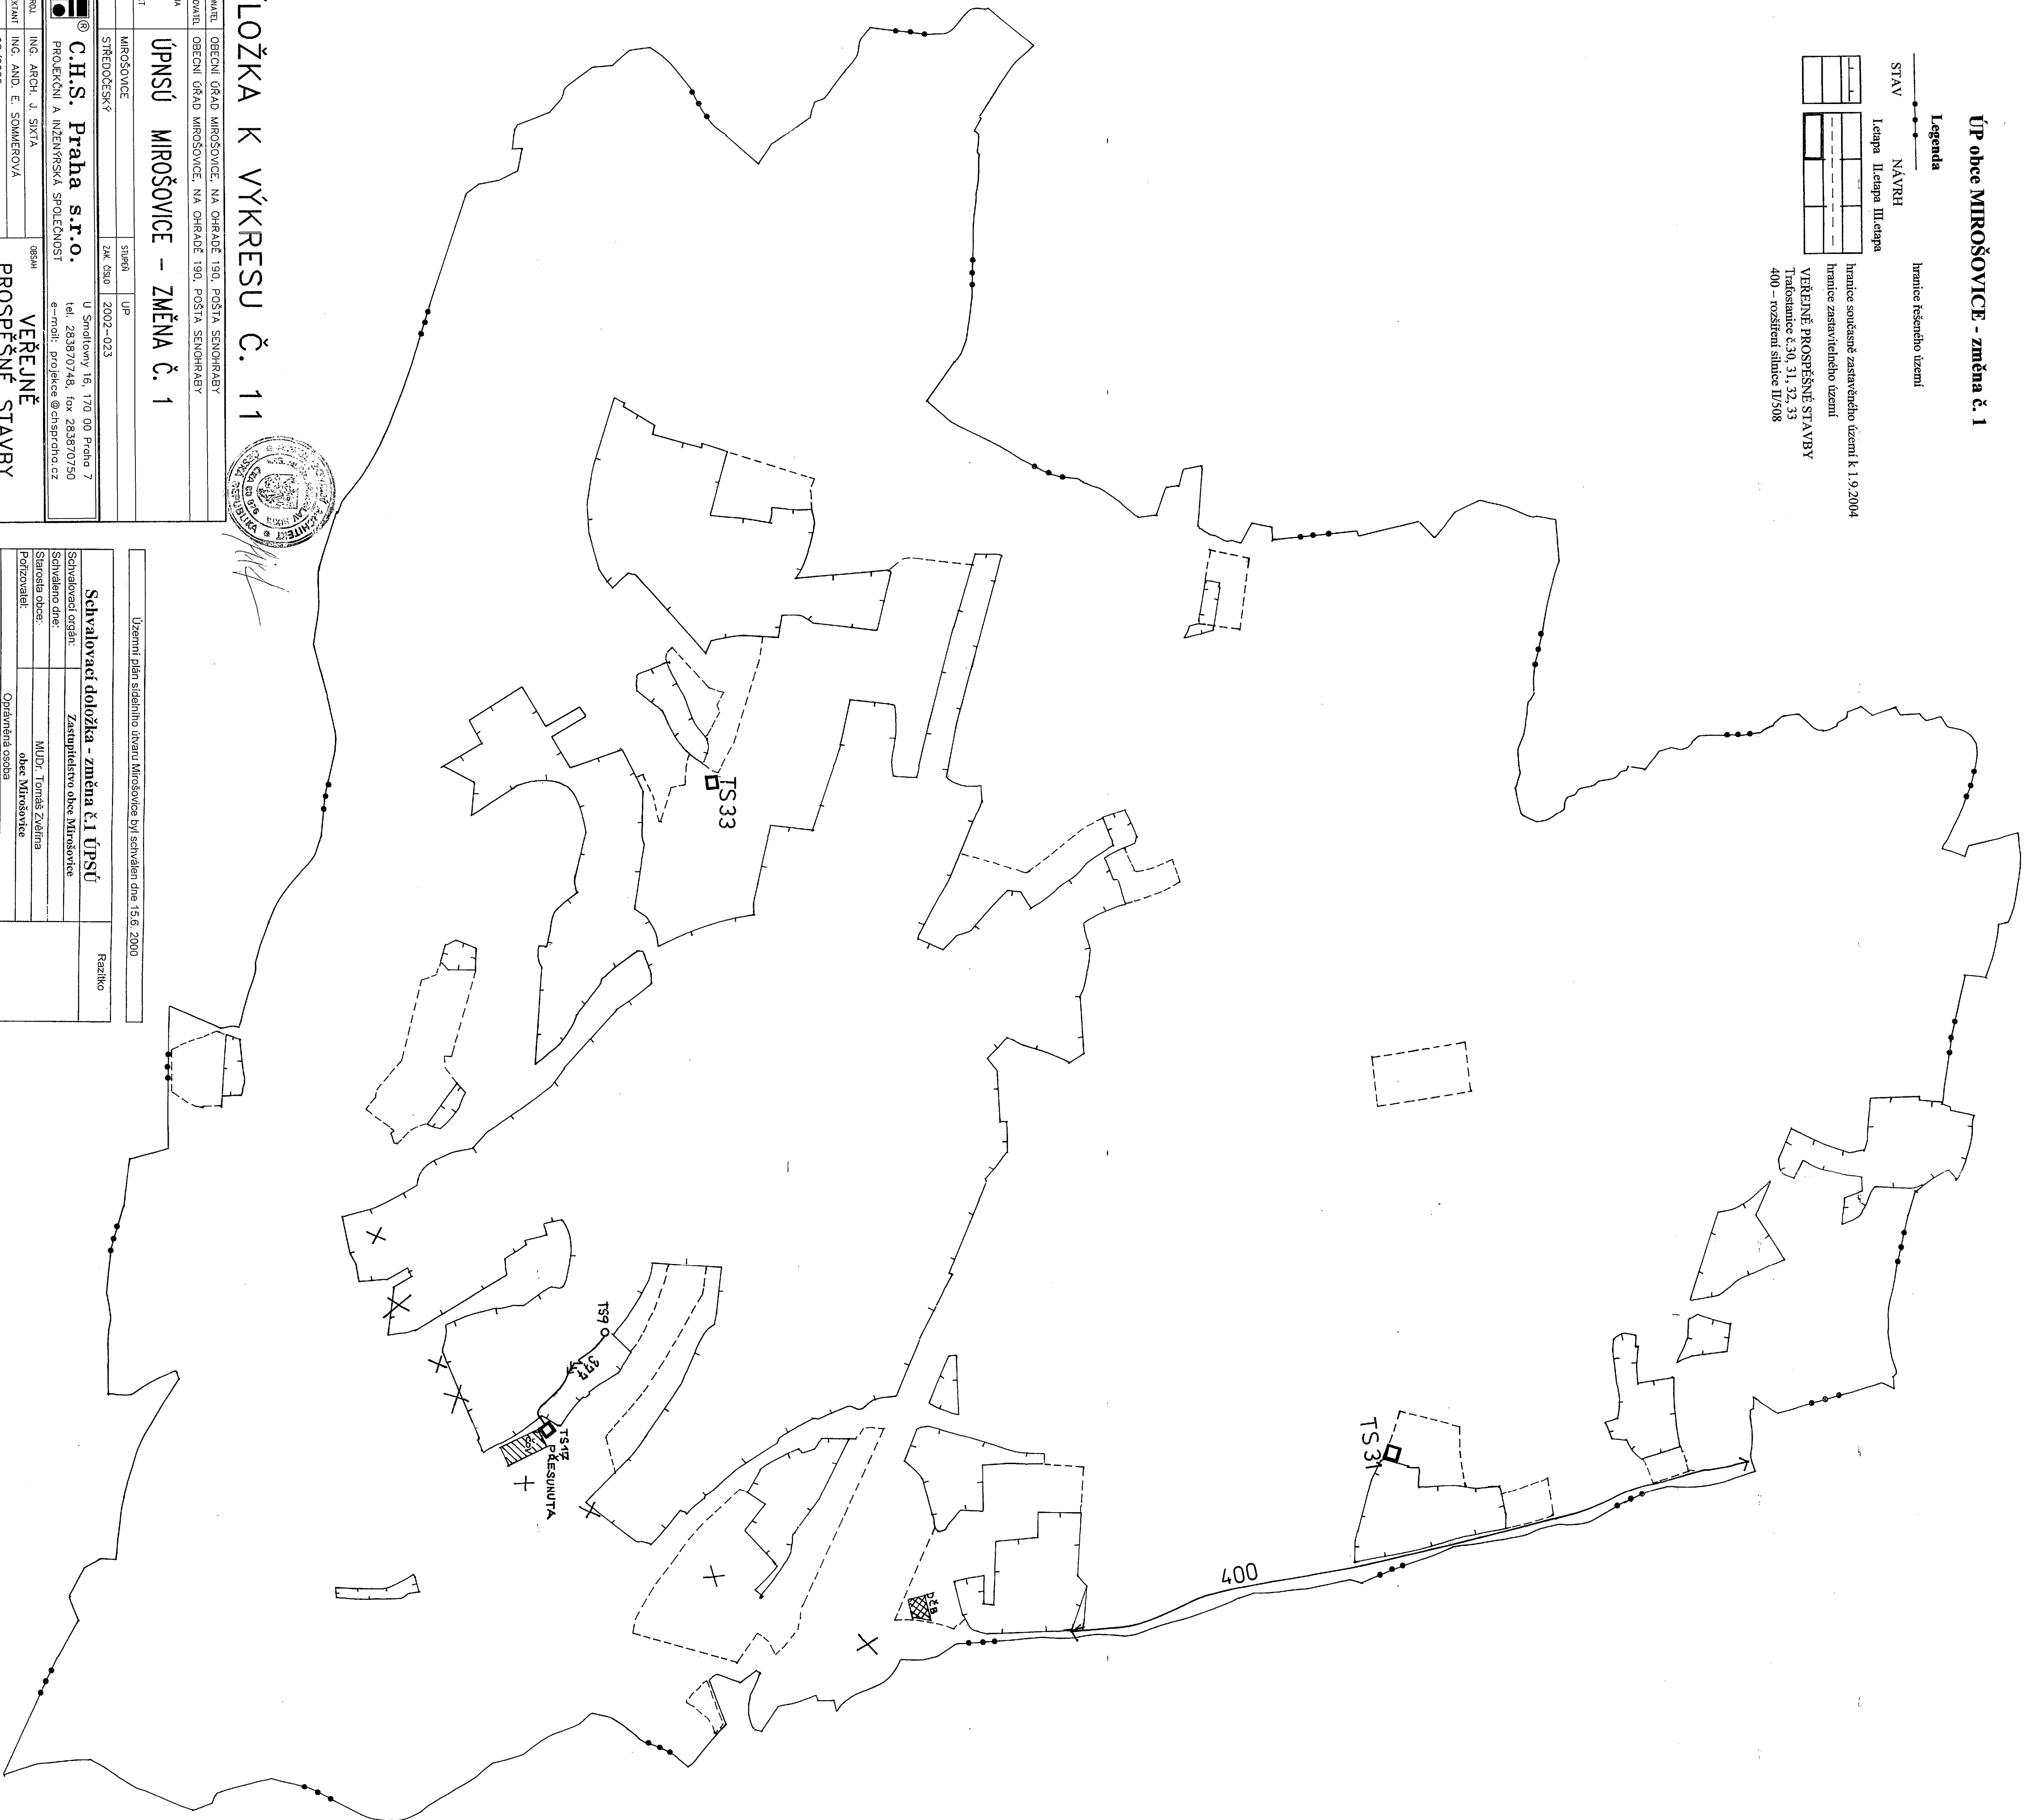 ÚP obce MIROŠOVICE - změna č. 1
Legenda
hranice řešeného území
STAV
NÁVRH
I.etapa II.etapa III.etapa
hranice současně zastavěného území k 1.9.2004
hranice zastavitelného území
VEŘEJNĚ PROSPĚŠNÉ STAVBY
Trafostanice č.30, 31, 32, 33
400 – rozšíření silnice II/508
TS33
TS9
377
TS17
PŘESUNUTA
ČOV
TS 31
400
LOŽKA K VÝKRESU Č. 11
OBECNÍ ÚŘAD MIROŠOVICE, NA OHRADĚ 190, POŠTA SENOHRABY
OBECNÍ ÚŘAD MIROŠOVICE, NA OHRADĚ 190, POŠTA SENOHRABY
ÚPNSÚ MIROŠOVICE - ZMĚNA Č. 1
MIROŠOVICE
STUPEŇ
ÚP
STŘEDOČESKÝ
ZAK. ČÍSLO
2002-023
® C.H.S. Praha s.r.o.
PROJEKČNÍ A INŽENÝRSKÁ SPOLEČNOST
U Smaltovny 16, 170 00 Praha 7
tel. 283870748, fax 283870750
e-mail: projekce@chspraha.cz
ING. ARCH. J. SIXTA
ING. AND. E. SOMMEROVÁ
OBSAH
VEŘEJNĚ
PROSPĚŠNÉ STAVBY
ČESKÁ REPUBLIKA
Územní plán sídelního útvaru Mirošovice byl schválen dne 15.6. 2000
Schvalovací doložka - změna č.1 ÚPSÚ
Razítko
Schvalovací orgán:
Zastupitelstvo obce Mirošovice
Schváleno dne:
Starosta obce:
MUDr. Tomáš Zvěřina
Pořizovatel:
obec Mirošovice
Oprávněná osoba